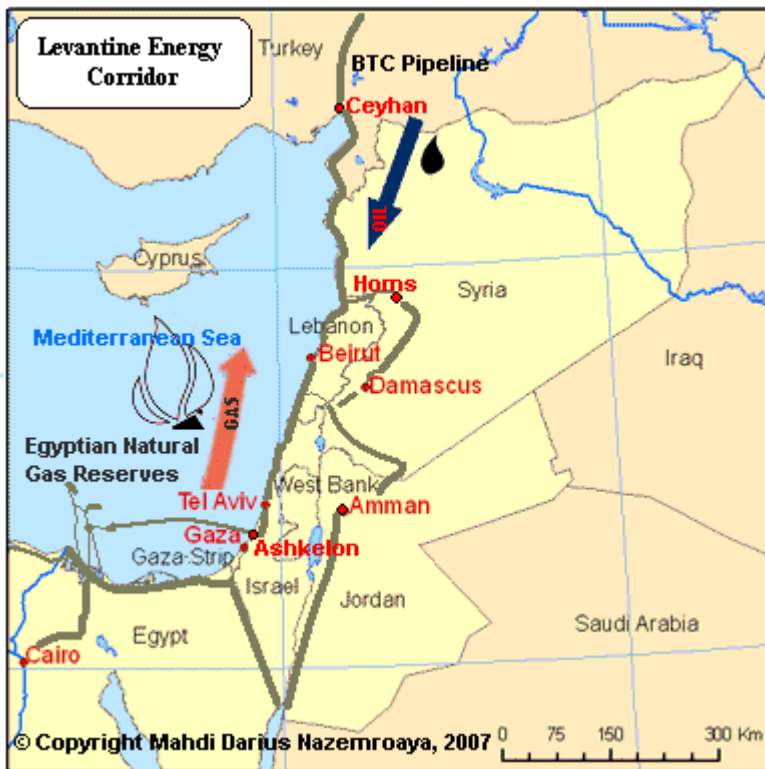 Levantine Energy
Corridor
Turkey
BTC Pipeline
Ceyhan
OIL
Cyprus
Homs
Syria
Lebanon
Mediterranean Sea
Beirut
Iraq
Damascus
GAS
Egyptian Natural
Gas Reserves
West Bank
Tel Aviv
Amman
Gaza
Ashkelon
Gaza-Strip
Israel
Jordan
Saudi Arabia
Egypt
Cairo
© Copyright Mahdi Darius Nazemroaya, 2007
0 75 150 300 Km